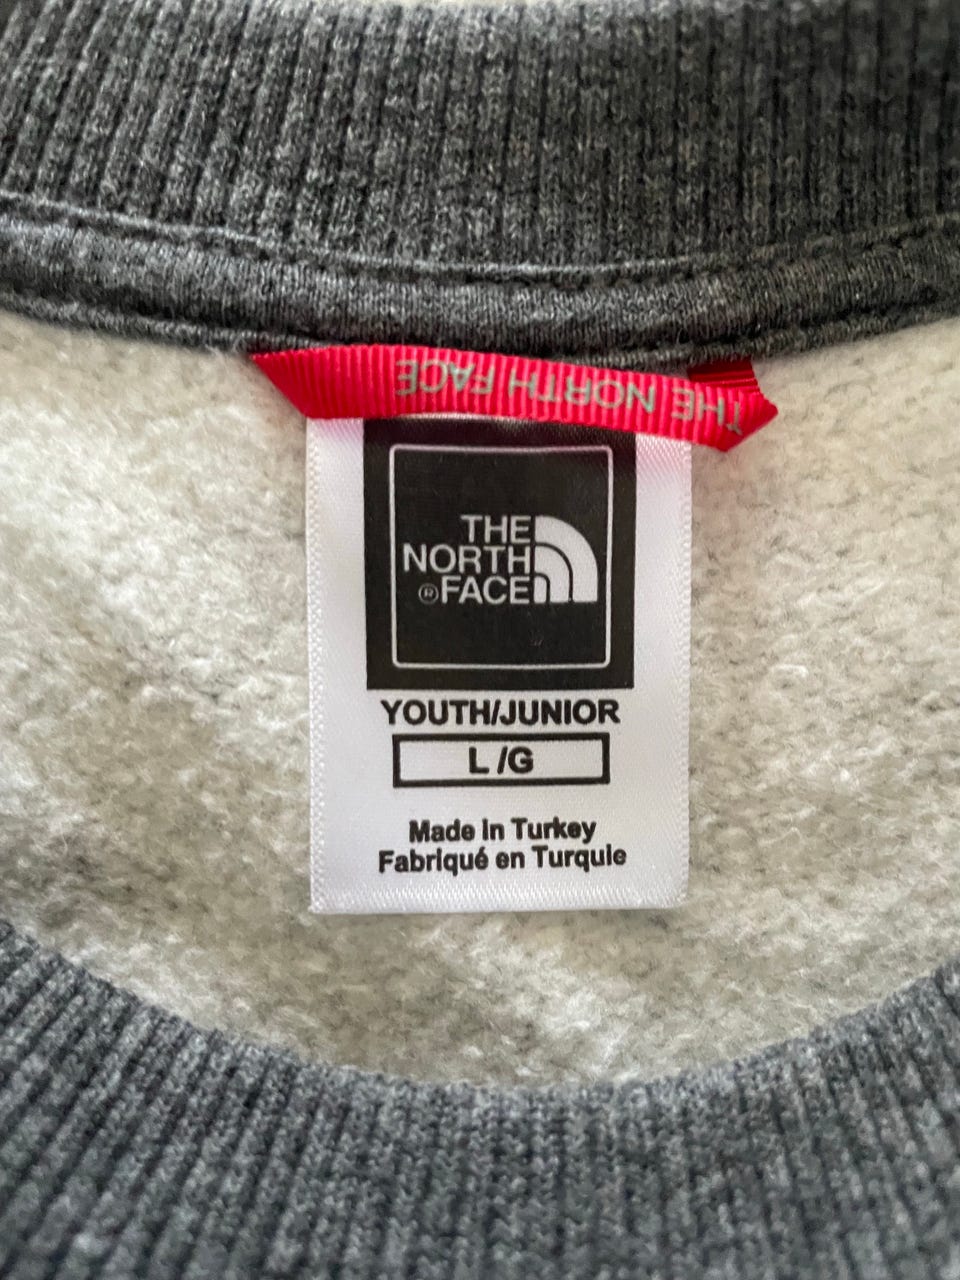 THE NORTH FACE
THE
NORTH
® FACE
YOUTH/JUNIOR
L/G
Made in Turkey
Fabriqué en Turquie